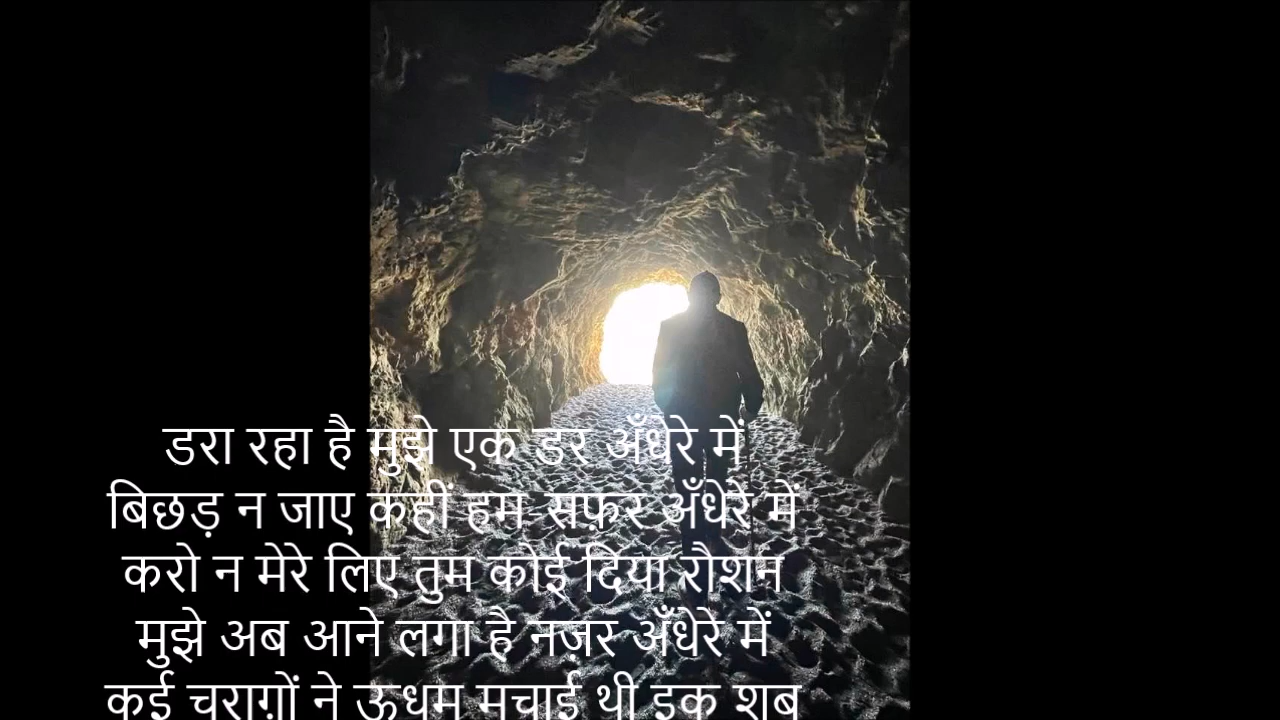 डरा रहा है मुझे एक डर अँधेरे में
बिछड़ न जाए कहीं हम-सफ़र अँधेरे में
करो न मेरे लिए तुम कोई दिया रौशन
मुझे अब आने लगा है नज़र अँधेरे में
कई चराग़ों ने ऊधम मचाई थी इक शब